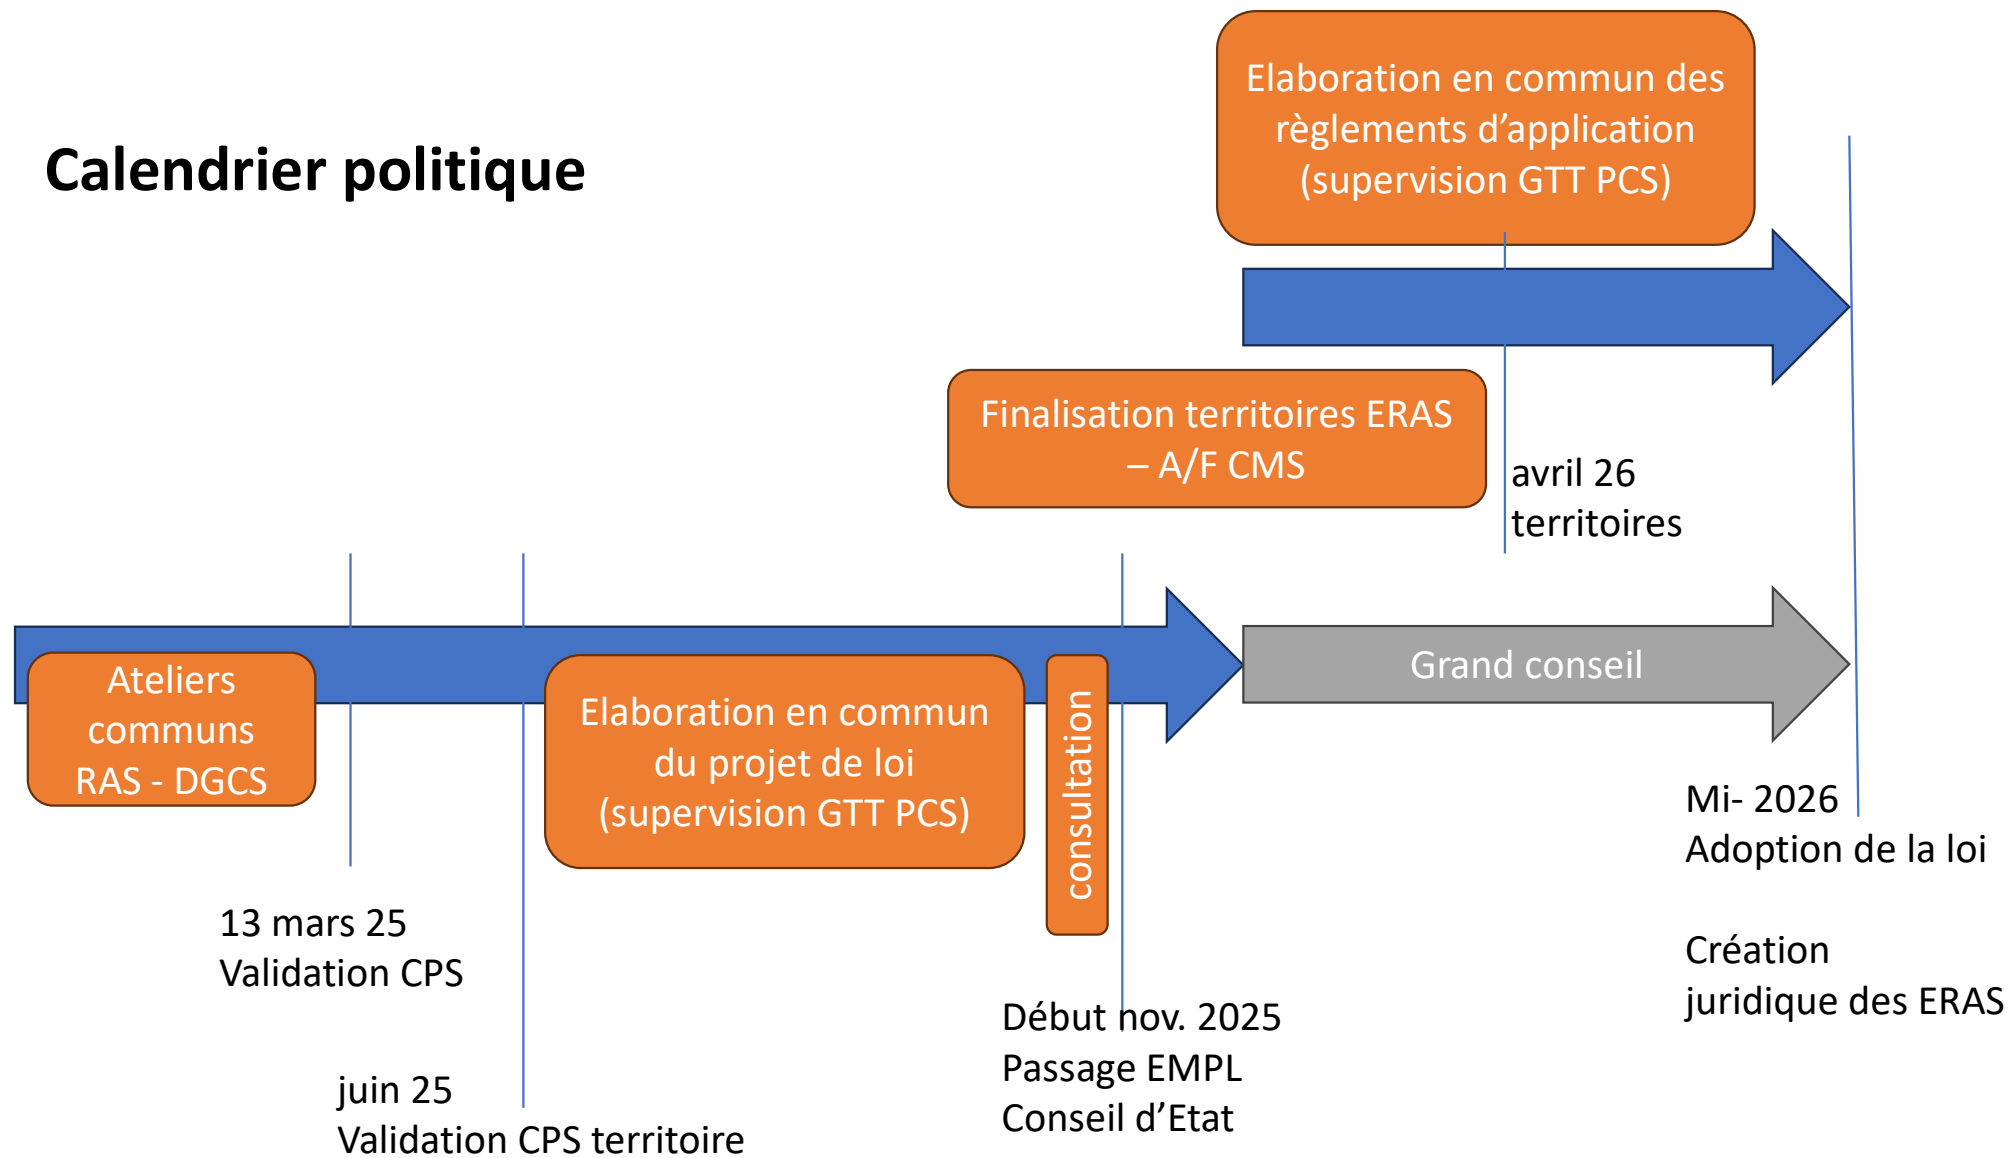 Calendrier politique
Elaboration en commun des
règlements d’application
(supervision GTT PCS)
Finalisation territoires ERAS
– A/F CMS
avril 26
territoires
Ateliers
communs
RAS - DGCS
Elaboration en commun
du projet de loi
(supervision GTT PCS)
consultation
Grand conseil
13 mars 25
Validation CPS
juin 25
Validation CPS territoire
Début nov. 2025
Passage EMPL
Conseil d’Etat
Mi- 2026
Adoption de la loi
Création
juridique des ERAS